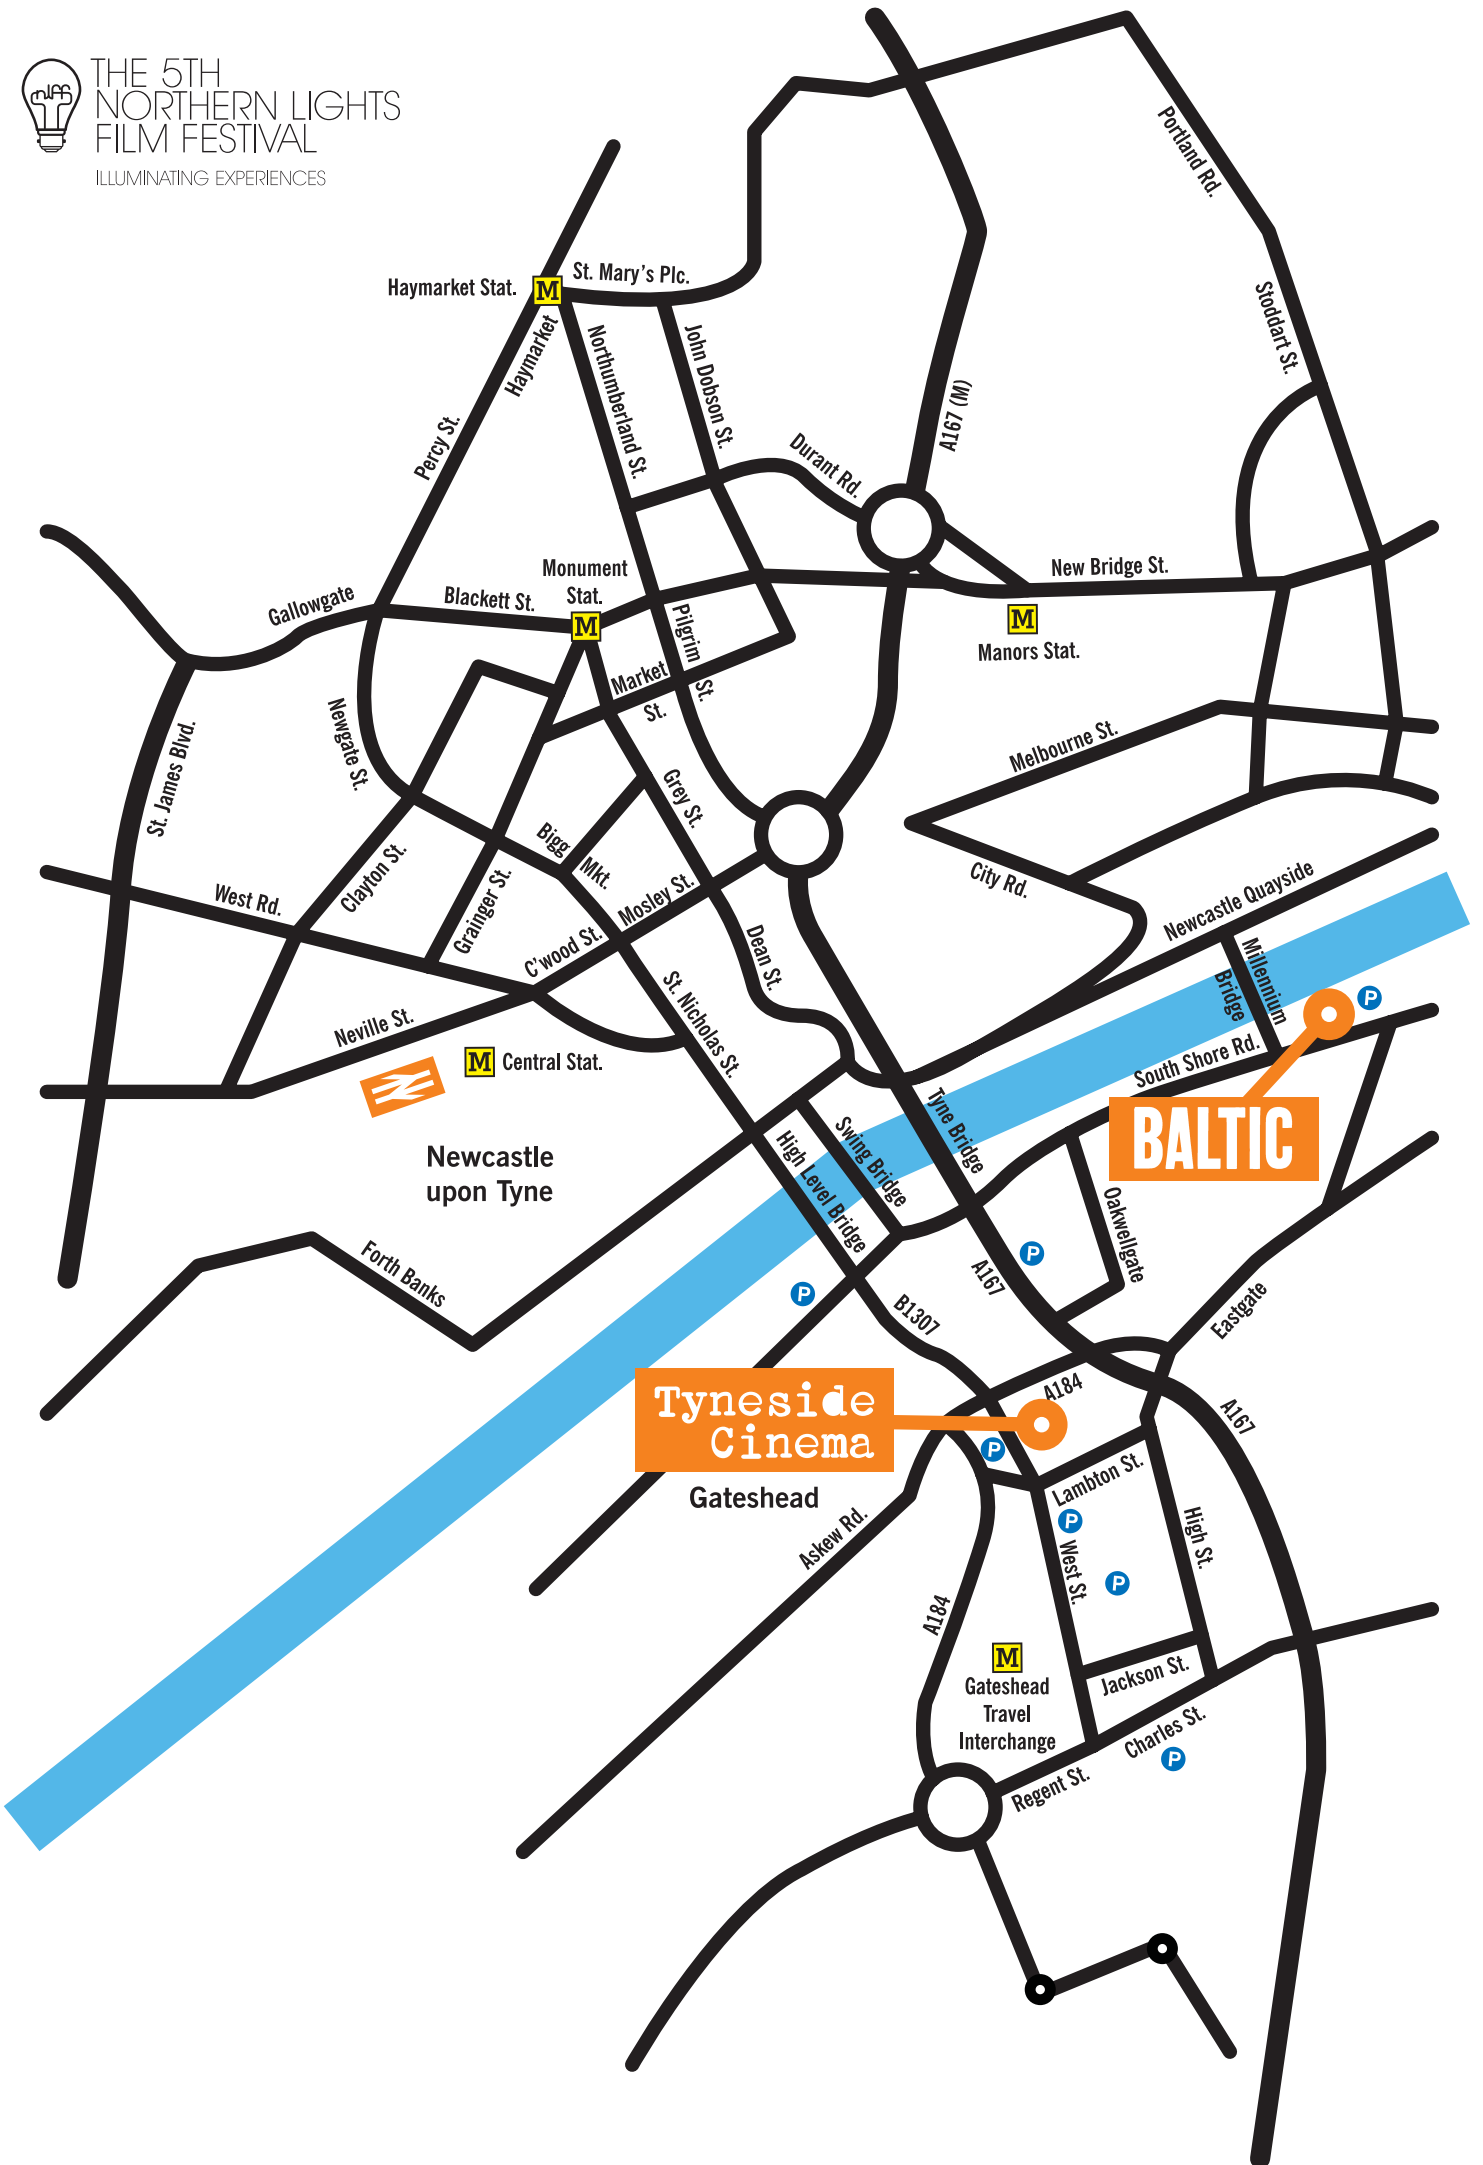 nlff
THE 5TH
NORTHERN LIGHTS
FILM FESTIVAL
ILLUMINATING EXPERIENCES
Portland Rd.
St. Mary's Plc.
Haymarket Stat.
M
Haymarket
Northumberland St.
John Dobson St.
Stoddart St.
Percy St.
A167 (M)
Durant Rd.
New Bridge St.
Monument
Stat.
M
Gallowgate
Blackett St.
M
Manors Stat.
Pilgrim
St.
Market
St.
Newgate St.
St. James Blvd.
Melbourne St.
Grey St.
Bigg
Mkt.
Clayton St.
West Rd.
Grainger St.
Mosley St.
C'wood St.
City Rd.
Newcastle Quayside
Dean St.
Millennium
Bridge
St. Nicholas St.
Neville St.
M
Central Stat.
P
South Shore Rd.
BALTIC
Tyne Bridge
Swing Bridge
High Level Bridge
Newcastle
upon Tyne
Oakwellgate
Forth Banks
P
P
A167
B1307
Eastgate
Tyneside
Cinema
A184
A167
P
Gateshead
Lambton St.
Askew Rd.
P
West St.
High St.
P
A184
M
Gateshead
Travel
Interchange
Jackson St.
Charles St.
P
Regent St.